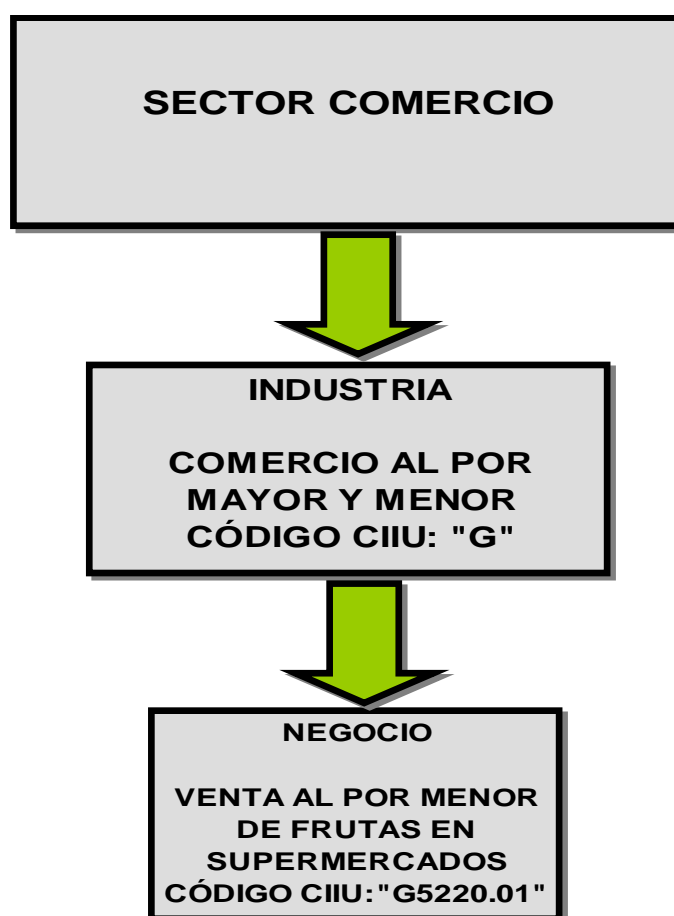 SECTOR COMERCIO
INDUSTRIA
COMERCIO AL POR
MAYOR Y MENOR
CÓDIGO CIIU: "G"
NEGOCIO
VENTA AL POR MENOR
DE FRUTAS EN
SUPERMERCADOS
CÓDIGO CIIU:"G5220.01"